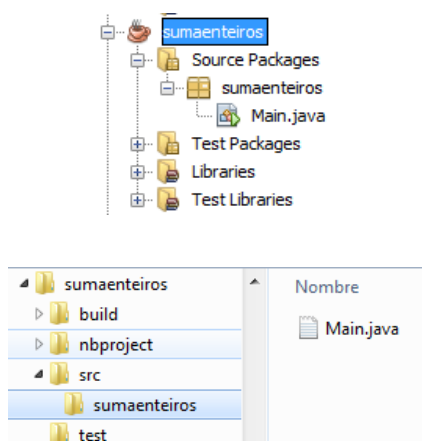 sumaenteiros
Source Packages
sumaenteiros
Main.java
Test Packages
Libraries
Test Libraries
sumaenteiros
build
nbproject
src
sumaenteiros
test
Nombre
Main.java